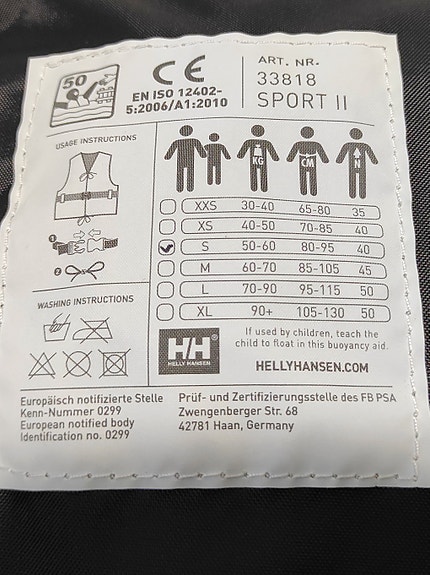 50
CE
EN ISO 12402-
5:2006/A1:2010
ART. NR.
33818
SPORT II
USAGE INSTRUCTIONS
1
2
KG
CM
XXS 30-40 65-80 35
XS 40-50 70-85 40
S 50-60 80-95 40
M 60-70 85-105 45
L 70-90 95-115 50
XL 90+ 105-130 50
WASHING INSTRUCTIONS
H/H
HELLY HANSEN
If used by children, teach the
child to float in this buoyancy aid.
HELLYHANSEN.COM
Europäisch notifizierte Stelle
Kenn-Nummer 0299
European notified body
Identification no. 0299
Prüf- und Zertifizierungsstelle des FB PSA
Zwengenberger Str. 68
42781 Haan, Germany